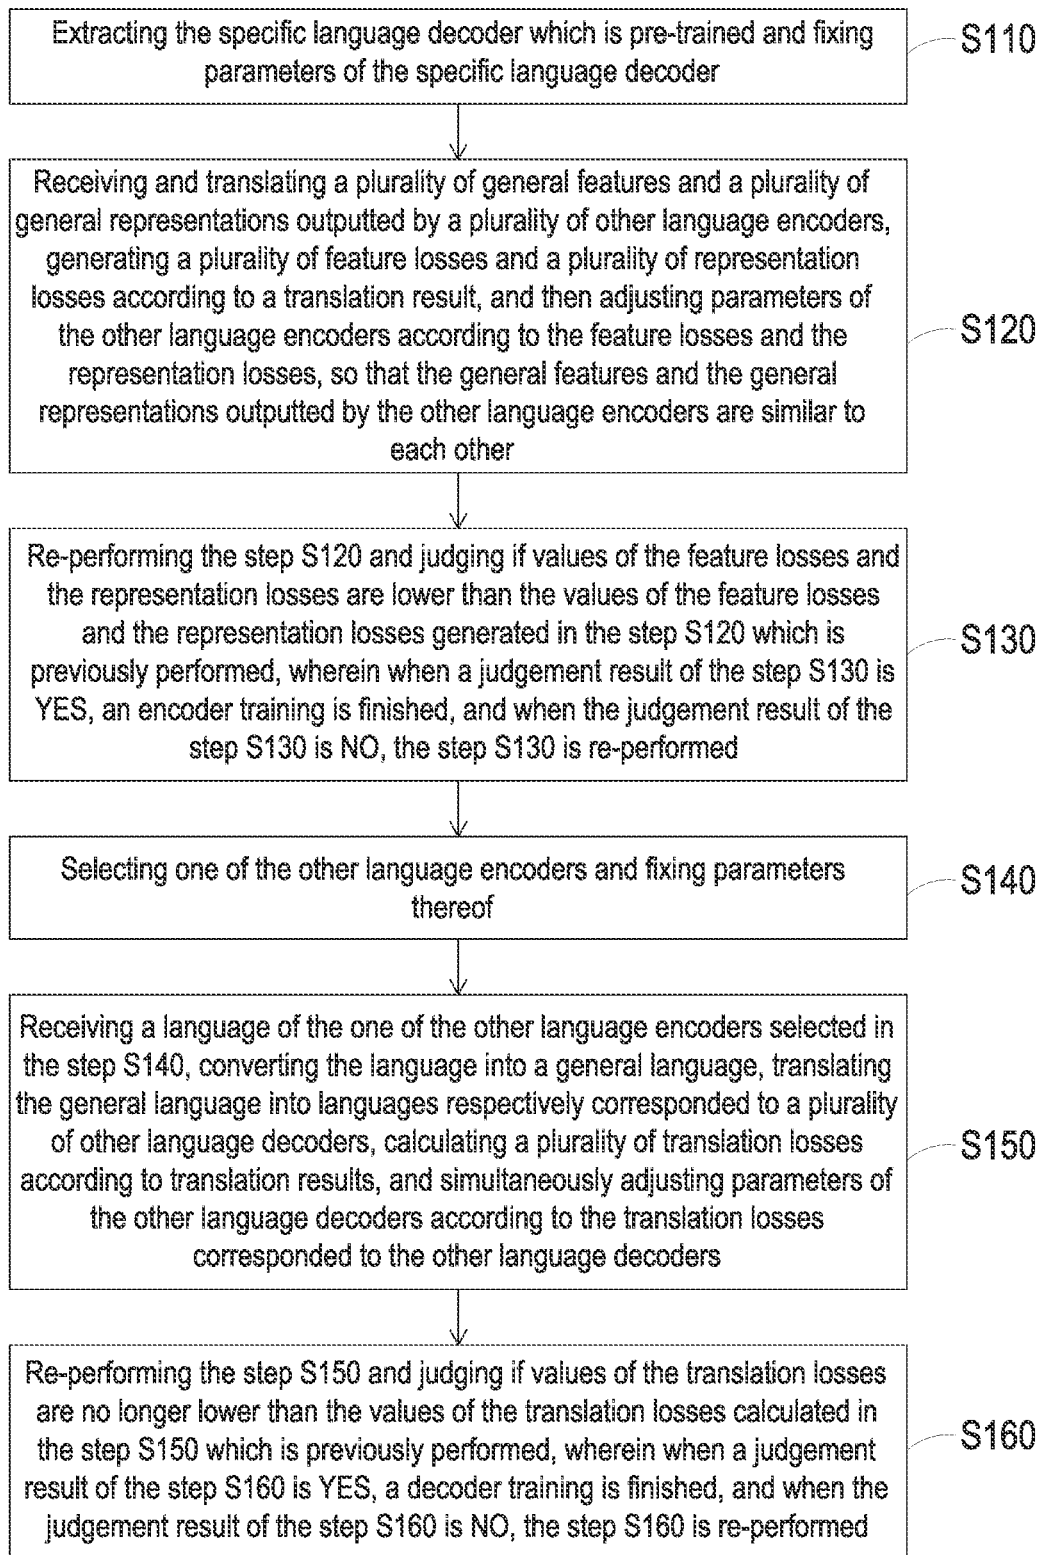 Extracting the specific language decoder which is pre-trained and fixing
parameters of the specific language decoder
S110
Receiving and translating a plurality of general features and a plurality of
general representations outputted by a plurality of other language encoders,
generating a plurality of feature losses and a plurality of representation
losses according to a translation result, and then adjusting parameters of
the other language encoders according to the feature losses and the
representation losses, so that the general features and the general
representations outputted by the other language encoders are similar to
each other
S120
Re-performing the step S120 and judging if values of the feature losses and
the representation losses are lower than the values of the feature losses
and the representation losses generated in the step S120 which is
previously performed, wherein when a judgement result of the step S130 is
YES, an encoder training is finished, and when the judgement result of the
step S130 is NO, the step S130 is re-performed
S130
Selecting one of the other language encoders and fixing parameters
thereof
S140
Receiving a language of the one of the other language encoders selected in
the step S140, converting the language into a general language, translating
the general language into languages respectively corresponded to a plurality
of other language decoders, calculating a plurality of translation losses
according to translation results, and simultaneously adjusting parameters of
the other language decoders according to the translation losses
corresponded to the other language decoders
S150
Re-performing the step S150 and judging if values of the translation losses
are no longer lower than the values of the translation losses calculated in
the step S150 which is previously performed, wherein when a judgement
result of the step S160 is YES, a decoder training is finished, and when the
judgement result of the step S160 is NO, the step S160 is re-performed
S160